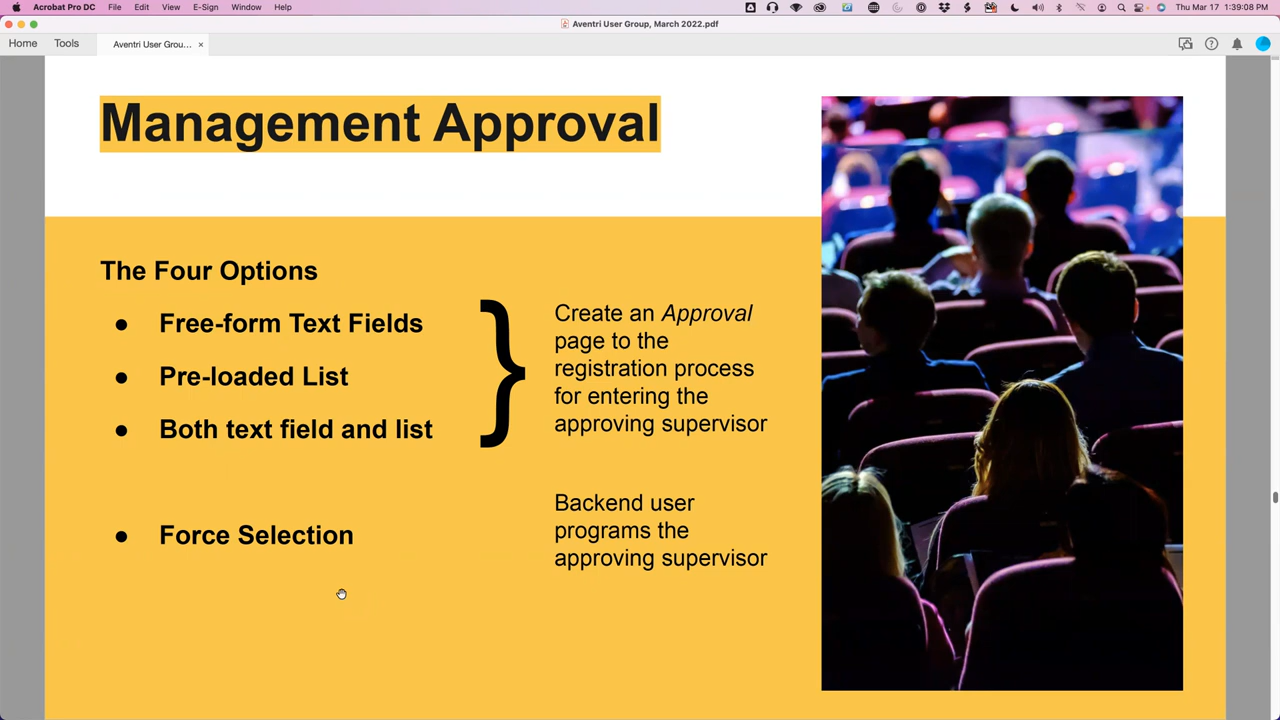 Acrobat Pro DC File Edit View E-Sign Window Help Thu Mar 17 1:39:08 PM
Aventri User Group, March 2022.pdf
Home Tools Aventri User Grou... ×
Management Approval
The Four Options
● Free-form Text Fields
● Pre-loaded List
● Both text field and list
}
Create an Approval
page to the
registration process
for entering the
approving supervisor
● Force Selection
Backend user
programs the
approving supervisor